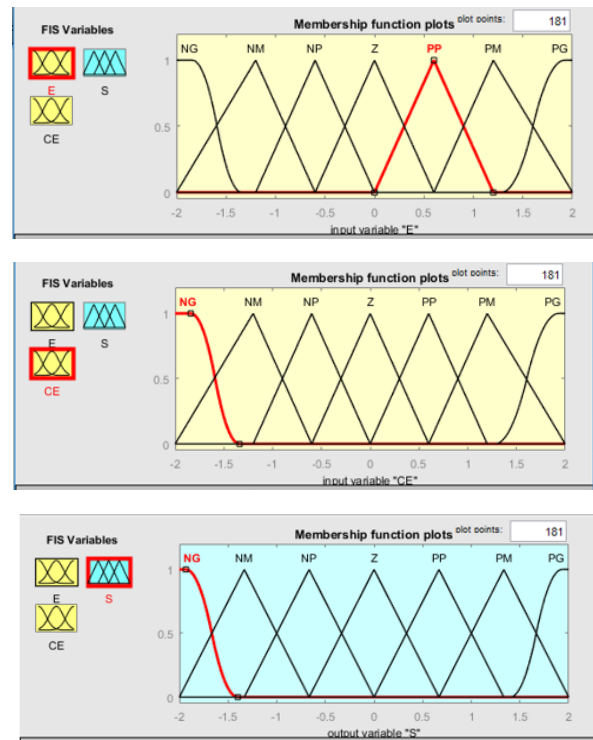 FIS Variables
Membership function plots plot points: 181
NG NM NP Z PP PM PG
E S
CE
1
0.5
0
-2 -1.5 -1 -0.5 0 0.5 1 1.5 2
input variable "E"
FIS Variables
Membership function plots plot points: 181
NG NM NP Z PP PM PG
E S
CE
1
0.5
0
-2 -1.5 -1 -0.5 0 0.5 1 1.5 2
input variable "CE"
FIS Variables
Membership function plots plot points: 181
NG NM NP Z PP PM PG
E S
CE
1
0.5
0
-2 -1.5 -1 -0.5 0 0.5 1 1.5 2
output variable "S"